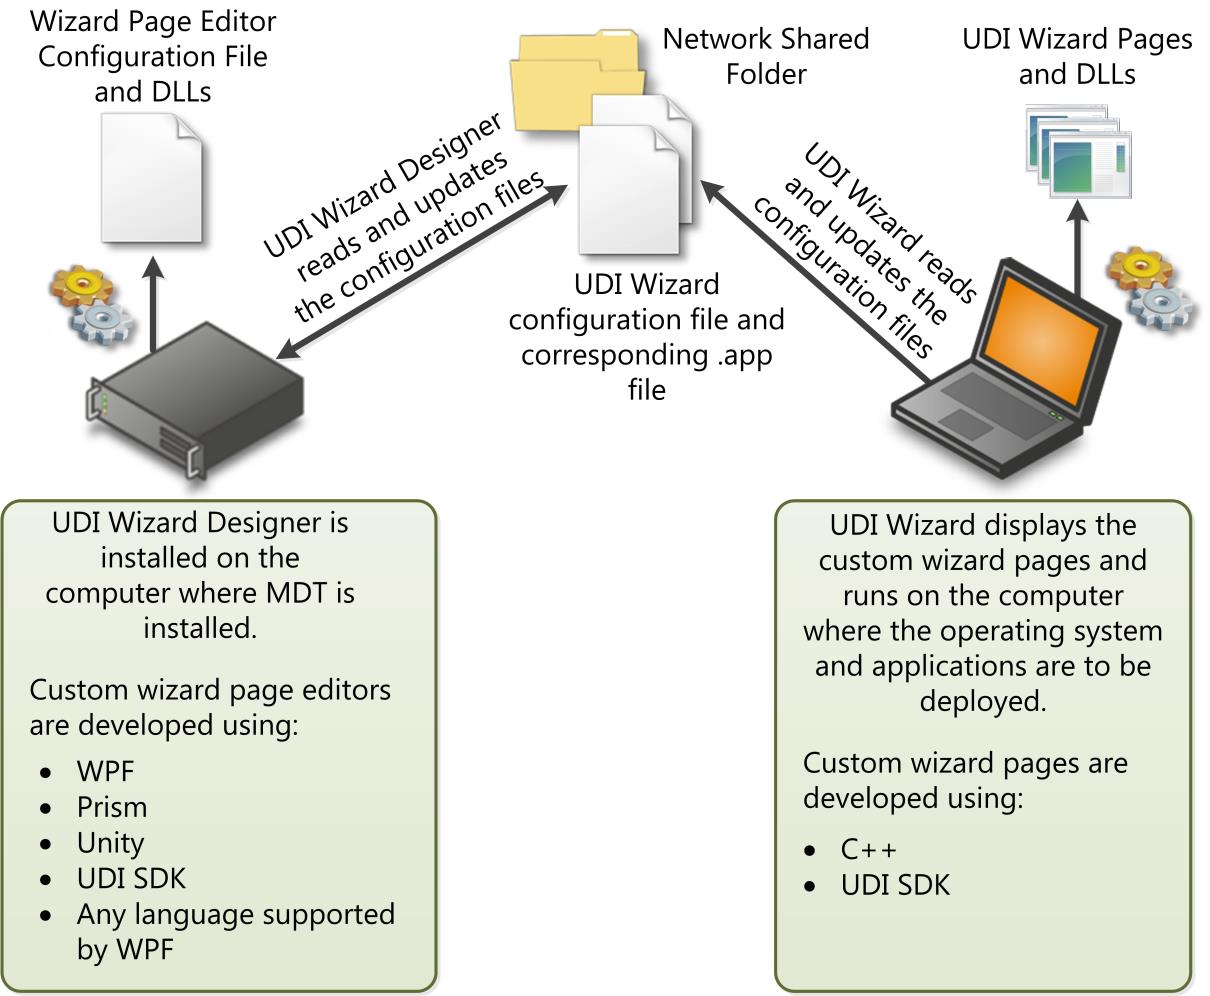 Wizard Page Editor
Configuration File
and DLLs
Network Shared
Folder
UDI Wizard Pages
and DLLs
UDI Wizard Designer
reads and updates
the configuration files
UDI Wizard reads
and updates the
configuration files
UDI Wizard
configuration file and
corresponding .app
file
UDI Wizard Designer is
installed on the
computer where MDT is
installed.
Custom wizard page editors
are developed using:
• WPF
• Prism
• Unity
• UDI SDK
• Any language supported
by WPF
UDI Wizard displays the
custom wizard pages and
runs on the computer
where the operating system
and applications are to be
deployed.
Custom wizard pages are
developed using:
• C++
• UDI SDK